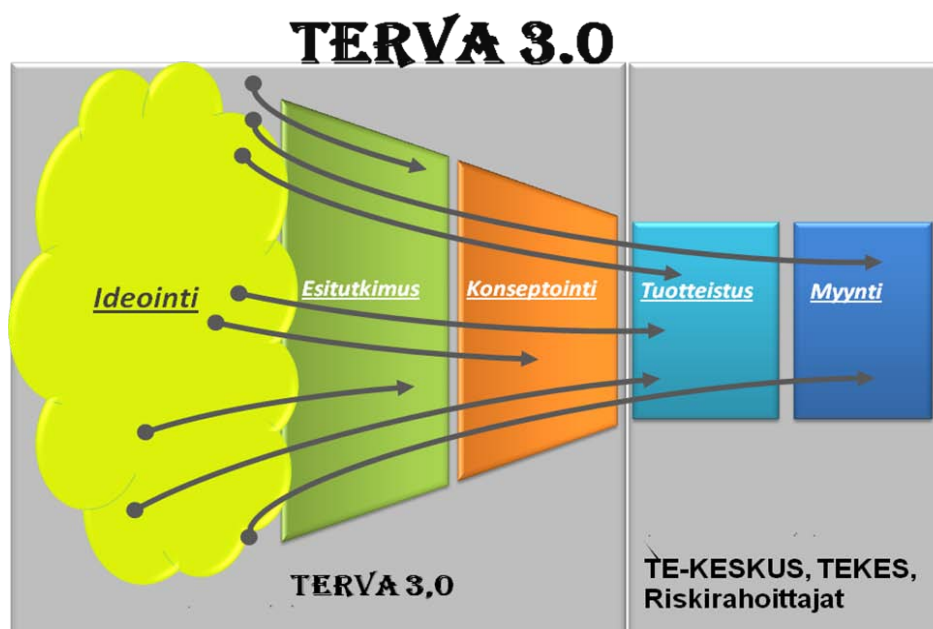 TERVA 3.0
Ideointi
Esitutkimus
Konseptointi
Tuotteistus
Myynti
TERVA 3,0
TE-KESKUS, TEKES,
Riskirahoittajat